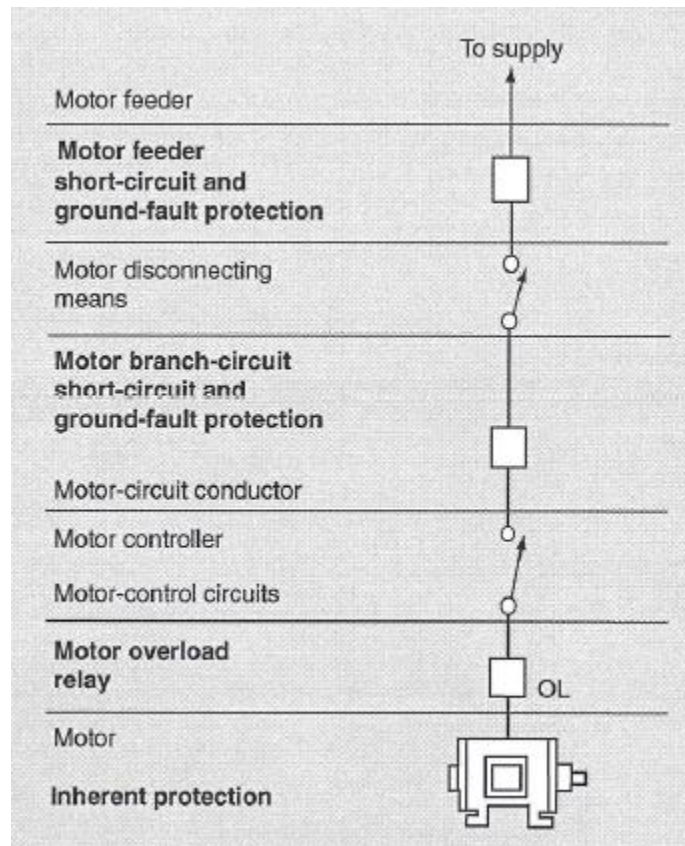 To supply
Motor feeder
Motor feeder
short-circuit and
ground-fault protection
Motor disconnecting
means
Motor branch-circuit
short-circuit and
ground-fault protection
Motor-circuit conductor
Motor controller
Motor-control circuits
Motor overload
relay
OL
Motor
Inherent protection